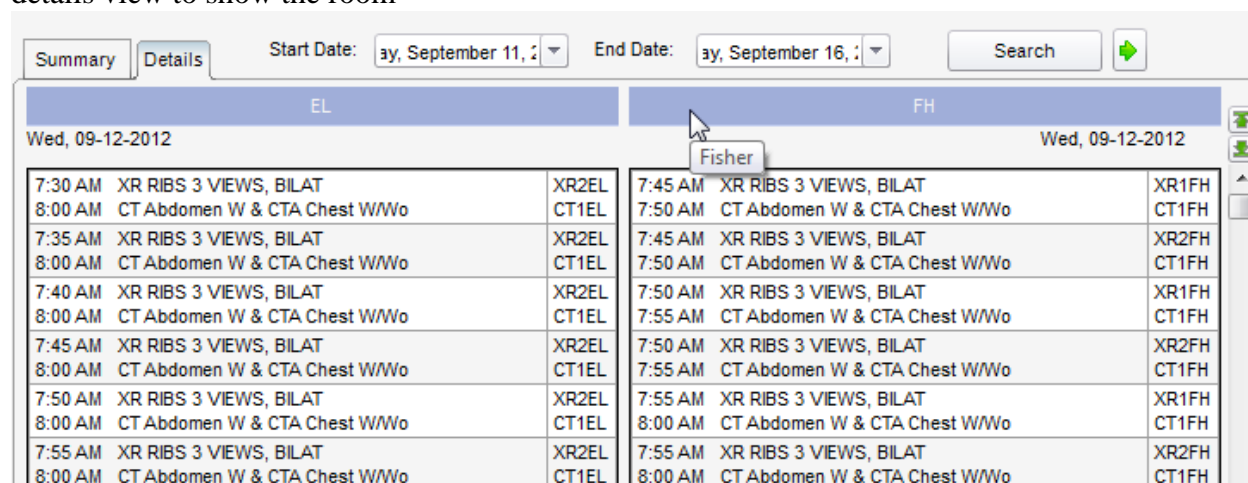 details view to show the room
Summary Details Start Date: ay, September 11, 2 End Date: ay, September 16, 2 Search
EL FH
Wed, 09-12-2012 Wed, 09-12-2012
Fisher
7:30 AM XR RIBS 3 VIEWS, BILAT XR2EL 7:45 AM XR RIBS 3 VIEWS, BILAT XR1FH
8:00 AM CT Abdomen W & CTA Chest W/Wo CT1EL 7:50 AM CT Abdomen W & CTA Chest W/Wo CT1FH
7:35 AM XR RIBS 3 VIEWS, BILAT XR2EL 7:45 AM XR RIBS 3 VIEWS, BILAT XR2FH
8:00 AM CT Abdomen W & CTA Chest W/Wo CT1EL 7:50 AM CT Abdomen W & CTA Chest W/Wo CT1FH
7:40 AM XR RIBS 3 VIEWS, BILAT XR2EL 7:50 AM XR RIBS 3 VIEWS, BILAT XR1FH
8:00 AM CT Abdomen W & CTA Chest W/Wo CT1EL 7:55 AM CT Abdomen W & CTA Chest W/Wo CT1FH
7:45 AM XR RIBS 3 VIEWS, BILAT XR2EL 7:50 AM XR RIBS 3 VIEWS, BILAT XR2FH
8:00 AM CT Abdomen W & CTA Chest W/Wo CT1EL 7:55 AM CT Abdomen W & CTA Chest W/Wo CT1FH
7:50 AM XR RIBS 3 VIEWS, BILAT XR2EL 7:55 AM XR RIBS 3 VIEWS, BILAT XR1FH
8:00 AM CT Abdomen W & CTA Chest W/Wo CT1EL 8:00 AM CT Abdomen W & CTA Chest W/Wo CT1FH
7:55 AM XR RIBS 3 VIEWS, BILAT XR2EL 7:55 AM XR RIBS 3 VIEWS, BILAT XR2FH
8:00 AM CT Abdomen W & CTA Chest W/Wo CT1EL 8:00 AM CT Abdomen W & CTA Chest W/Wo CT1FH